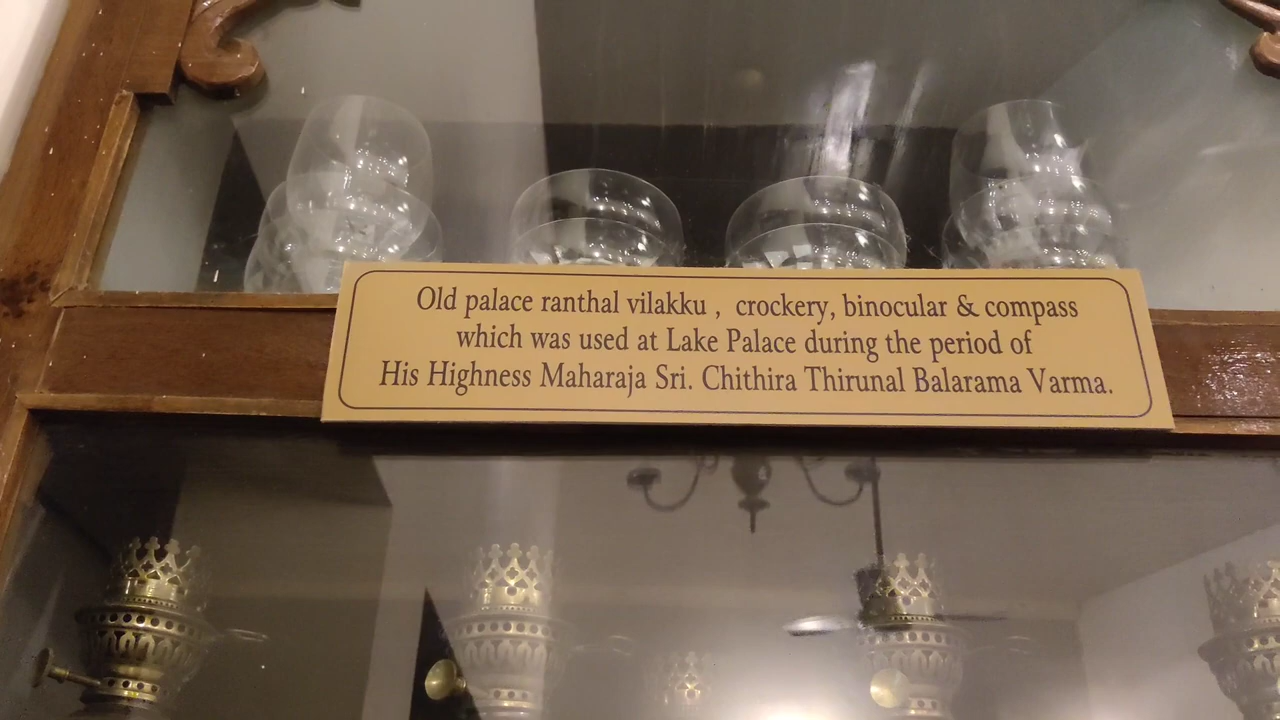 Old palace ranthal vilakku , crockery, binocular & compass
which was used at Lake Palace during the period of
His Highness Maharaja Sri. Chithira Thirunal Balarama Varma.